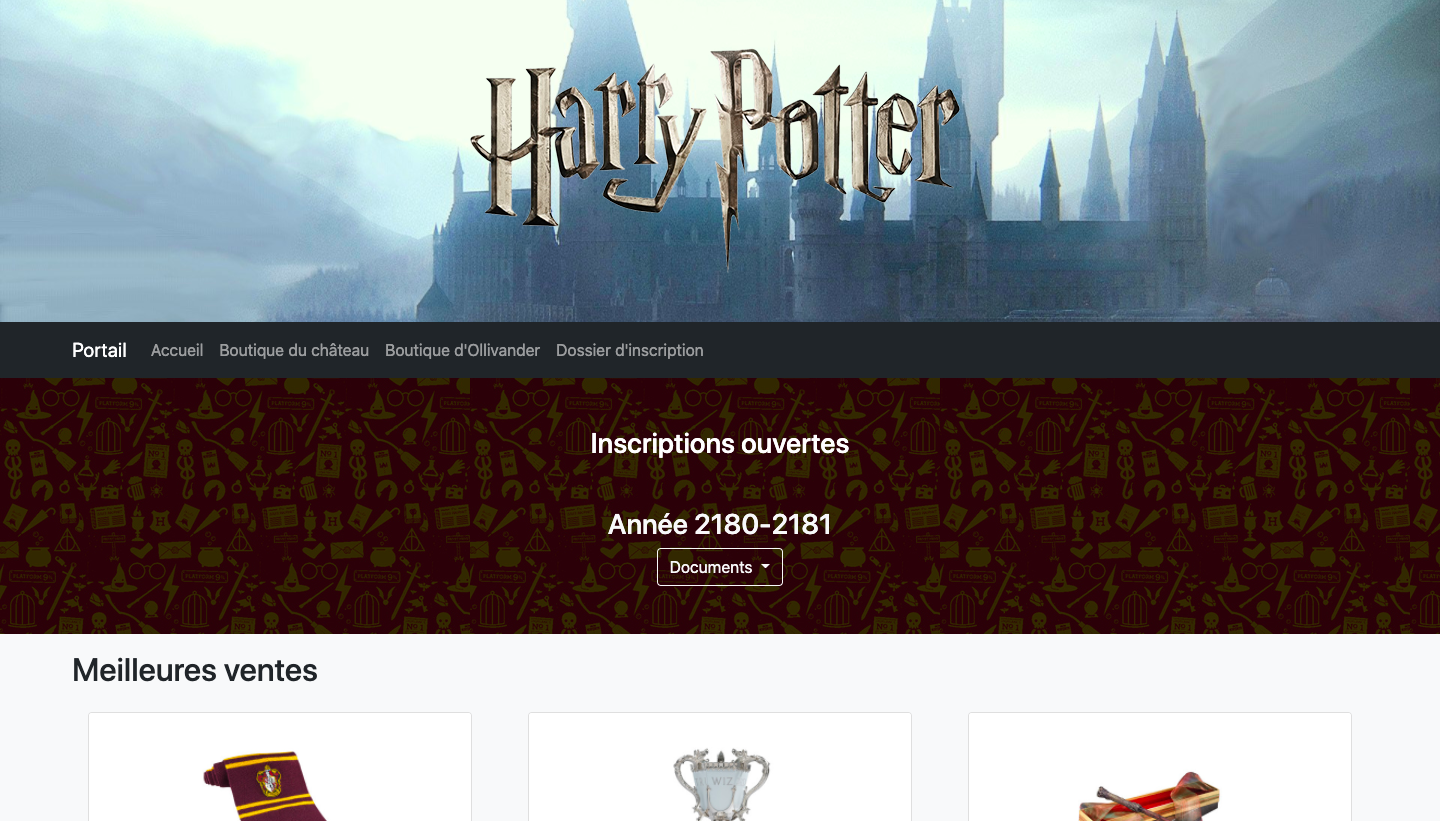 Harry Potter
Portail Accueil Boutique du château Boutique d'Ollivander Dossier d'inscription
Inscriptions ouvertes
Année 2180-2181
Documents
Meilleures ventes
WIZ